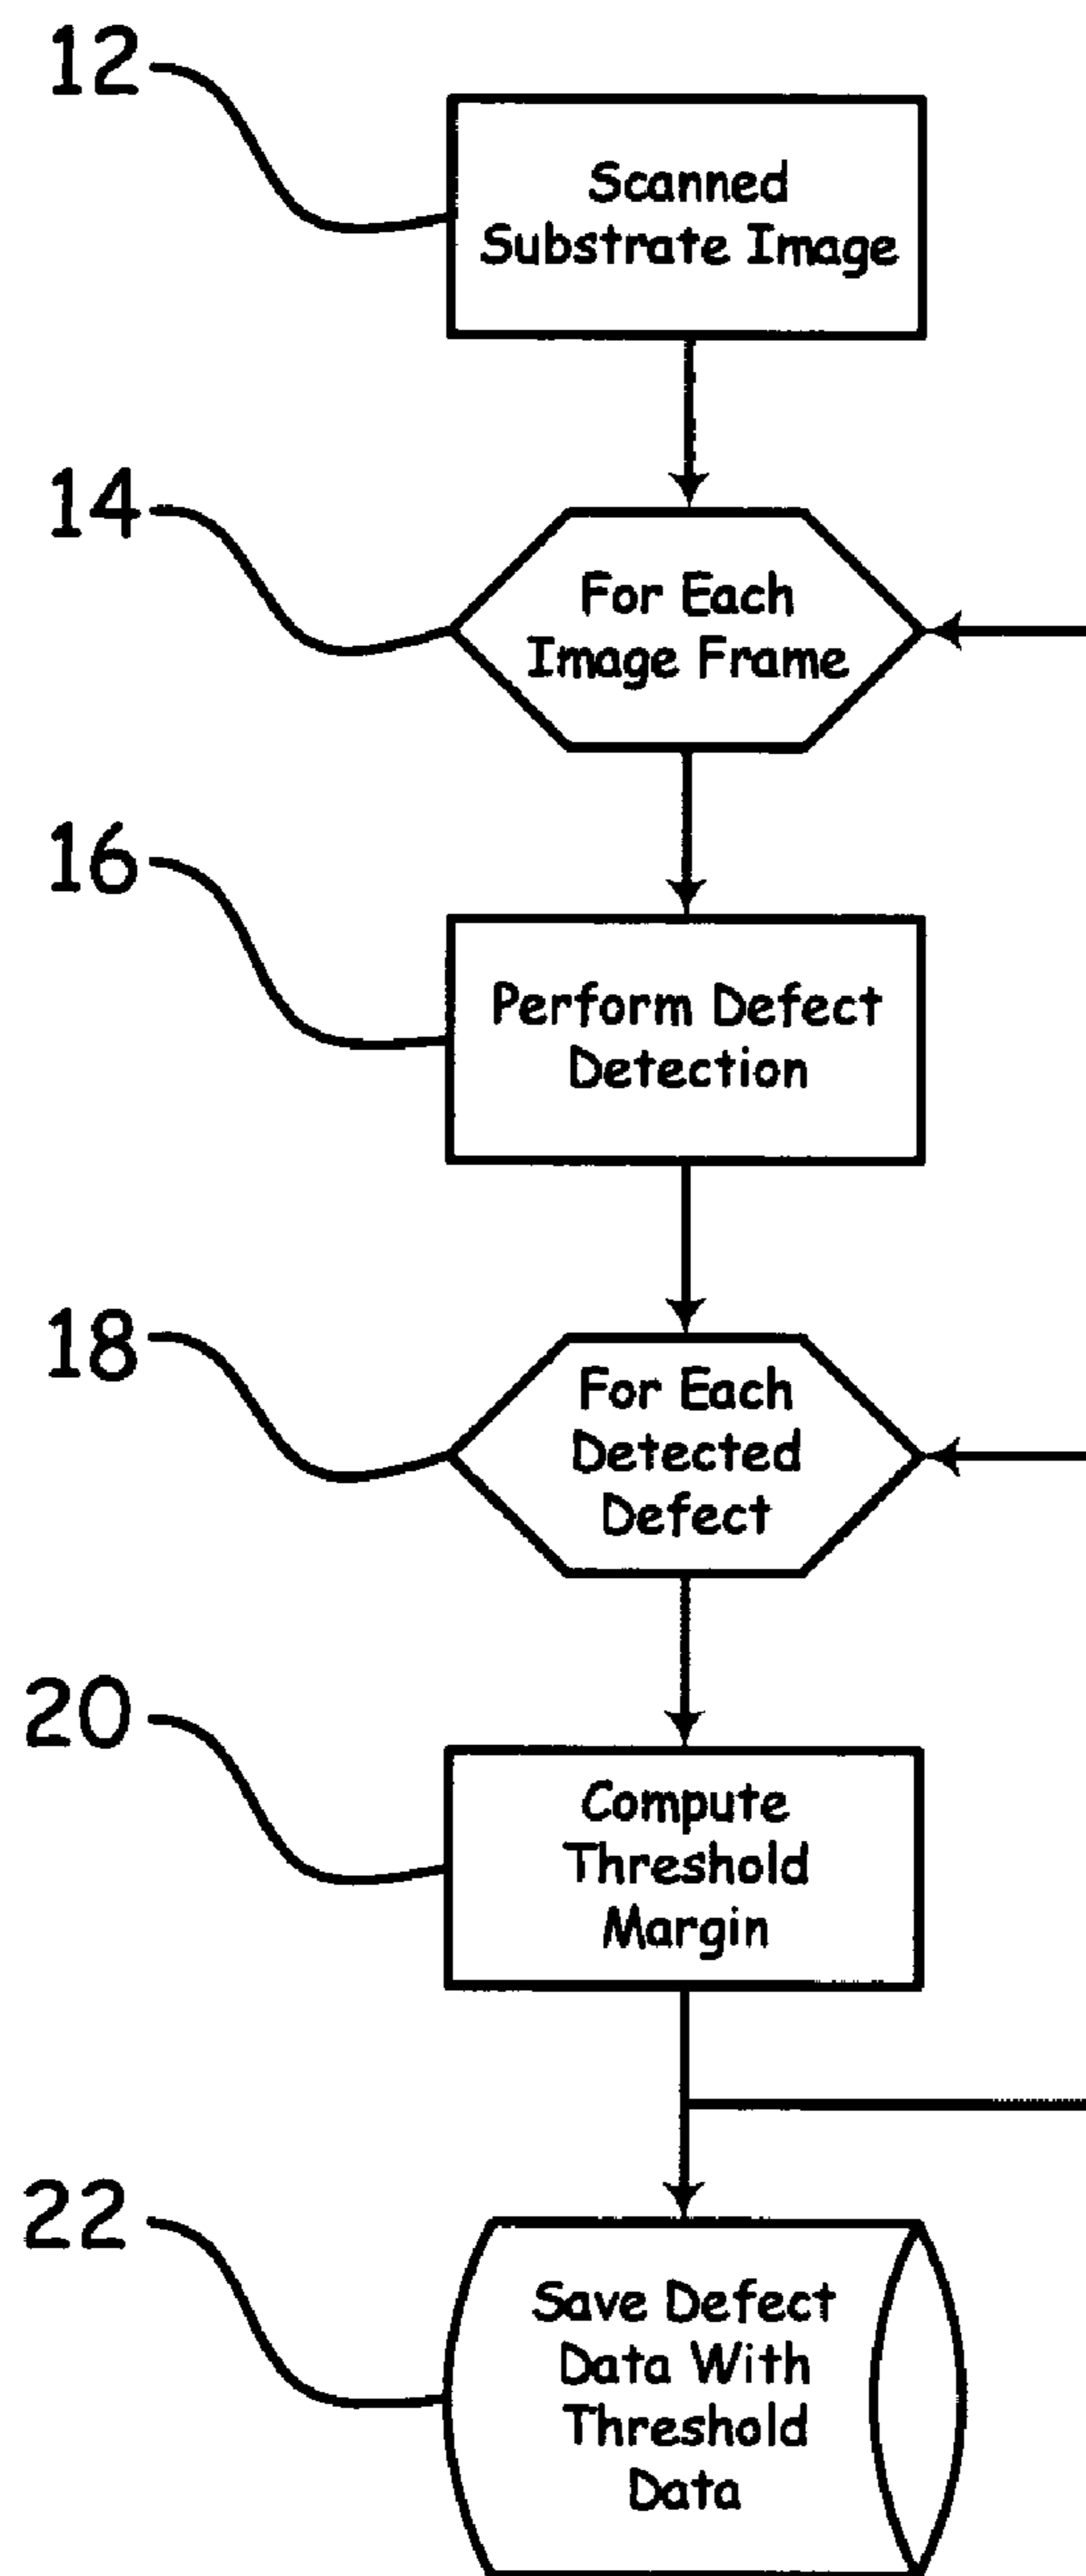 12
Scanned
Substrate Image
14
For Each
Image Frame
16
Perform Defect
Detection
18
For Each
Detected
Defect
20
Compute
Threshold
Margin
22
Save Defect
Data With
Threshold
Data